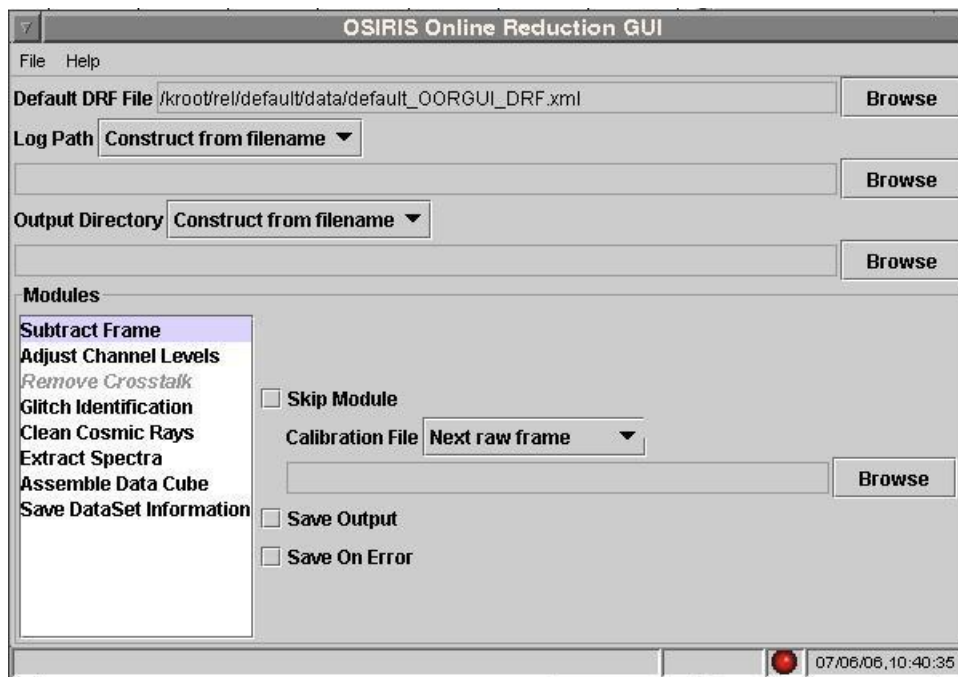 OSIRIS Online Reduction GUI
File Help
Default DRF File /kroot/rel/default/data/default_OORGUI_DRF.xml Browse
Log Path Construct from filename
Browse
Output Directory Construct from filename
Browse
Modules
Subtract Frame
Adjust Channel Levels
Remove Crosstalk
Glitch Identification
Clean Cosmic Rays
Extract Spectra
Assemble Data Cube
Save DataSet Information
Skip Module
Calibration File Next raw frame
Browse
Save Output
Save On Error
07/06/06,10:40:35